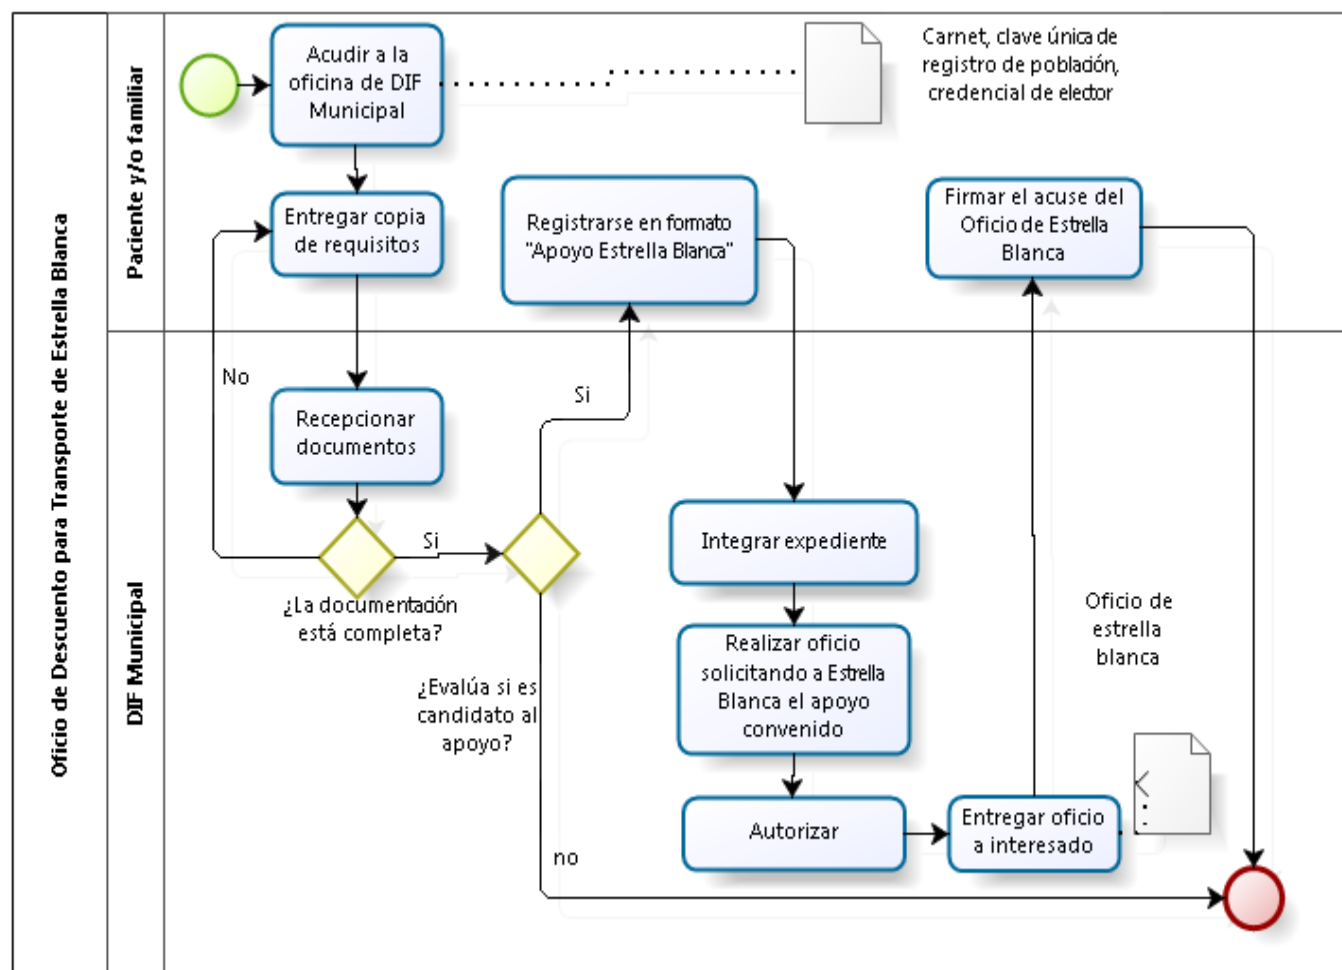 Oficio de Descuento para Transporte de Estrella Blanca
Paciente y/o familiar
Acudir a la
oficina de DIF
Municipal
Carnet, clave única de
registro de población,
credencial de elector
Entregar copia
de requisitos
Registrarse en formato
"Apoyo Estrella Blanca"
Firmar el acuse del
Oficio de Estrella
Blanca
DIF Municipal
No
Si
Recepcionar
documentos
Si
¿La documentación
está completa?
¿Evalúa si es
candidato al
apoyo?
no
Integrar expediente
Realizar oficio
solicitando a Estrella
Blanca el apoyo
convenido
Autorizar
Entregar oficio
a interesado
Oficio de
estrella
blanca